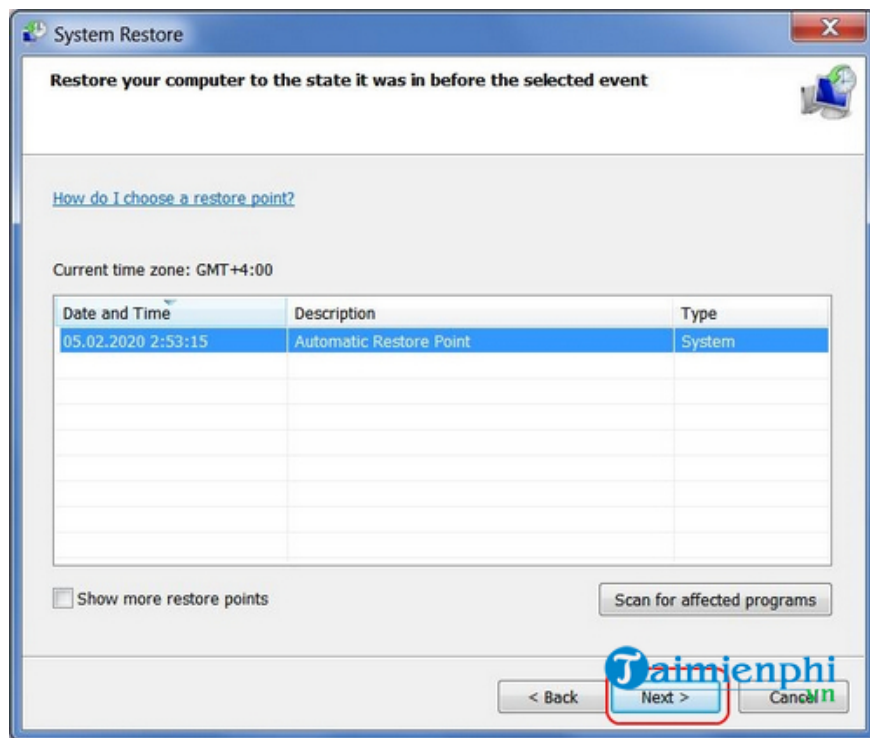 System Restore
Restore your computer to the state it was in before the selected event
How do I choose a restore point?
Current time zone: GMT+4:00
Date and Time Description Type
05.02.2020 2:53:15 Automatic Restore Point System
Show more restore points
Scan for affected programs
Taimienphi
.vn
< Back Next > Cancel